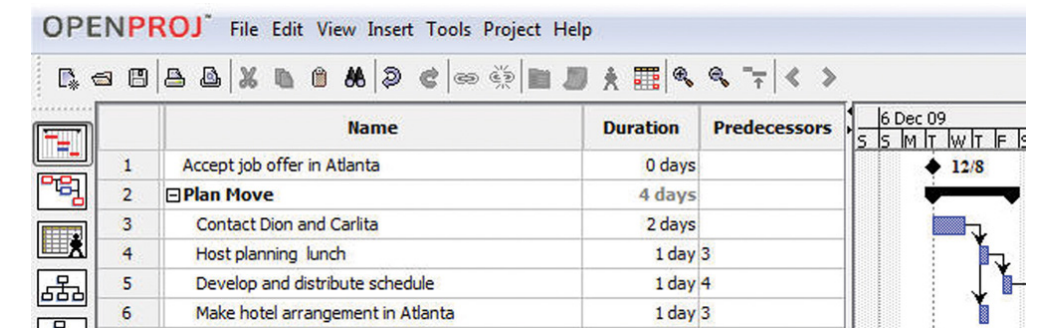 OPENPROJ™ File Edit View Insert Tools Project Help
Name Duration Predecessors 6 Dec 09
S S M T W T F S
1 Accept job offer in Atlanta 0 days 12/8
2 Plan Move 4 days
3 Contact Dion and Carlita 2 days
4 Host planning lunch 1 day 3
5 Develop and distribute schedule 1 day 4
6 Make hotel arrangement in Atlanta 1 day 3